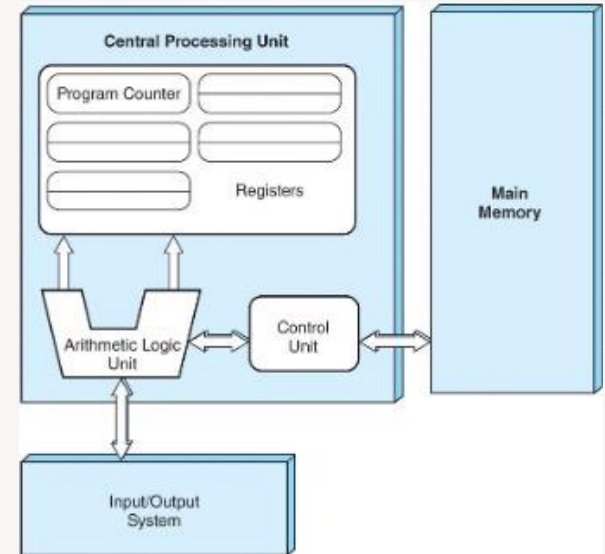 Central Processing Unit
Program Counter
Registers
Main
Memory
Arithmetic Logic
Unit
Control
Unit
Input/Output
System